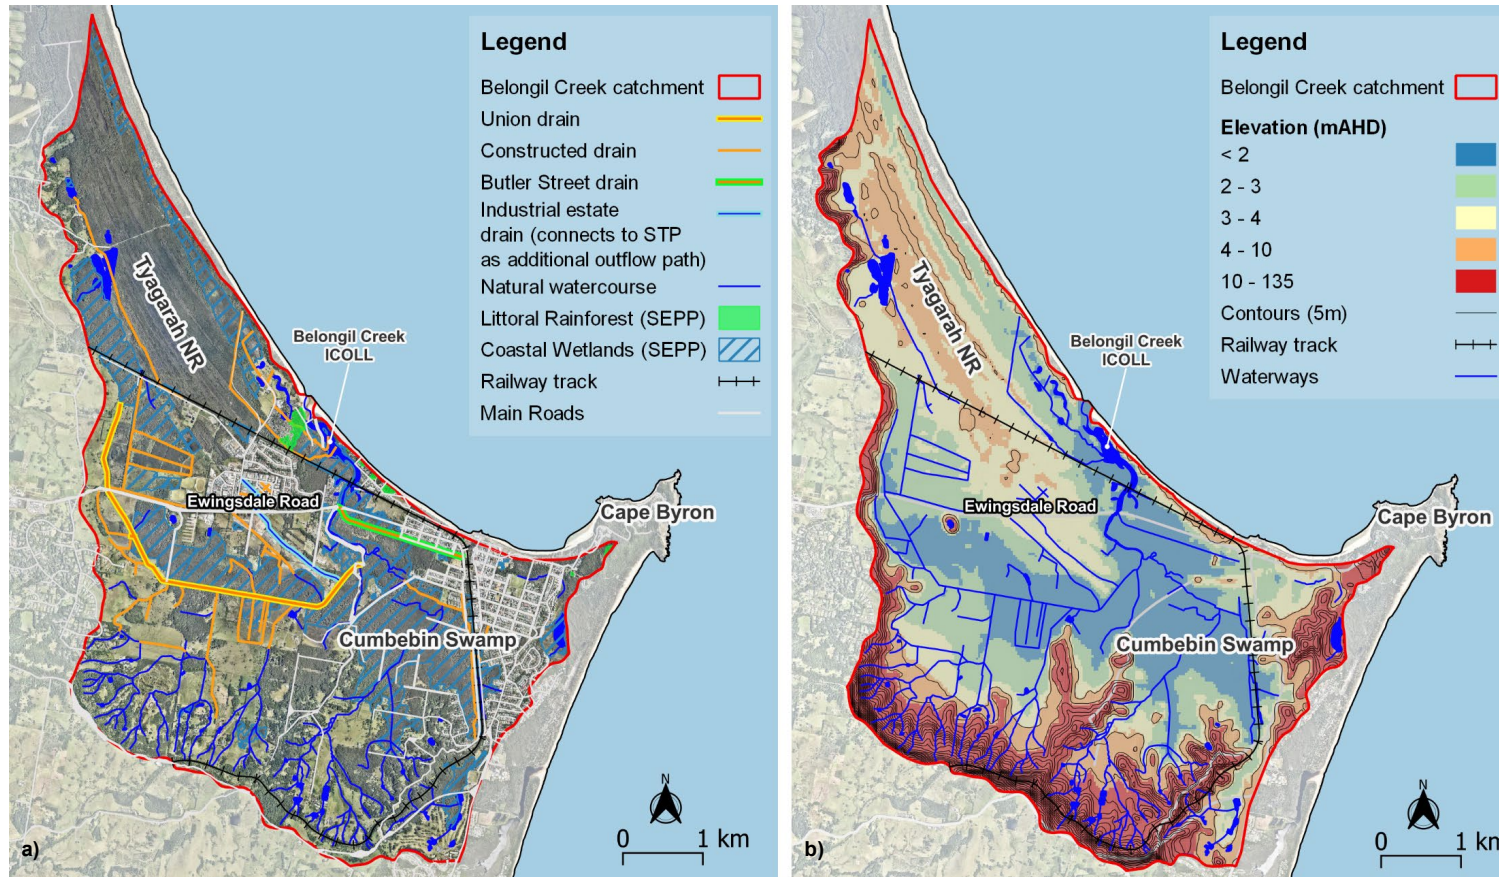 Legend
Belongil Creek catchment
Union drain
Constructed drain
Butler Street drain
Industrial estate
drain (connects to STP
as additional outflow path)
Natural watercourse
Littoral Rainforest (SEPP)
Coastal Wetlands (SEPP)
Railway track
Main Roads
Tyagarah NR
Belongil Creek
ICOLL
Ewingsdale Road
Cape Byron
Cumbebin Swamp
N
0 1 km
a)
Legend
Belongil Creek catchment
Elevation (mAHD)
< 2
2 - 3
3 - 4
4 - 10
10 - 135
Contours (5m)
Railway track
Waterways
Tyagarah NR
Belongil Creek
ICOLL
Ewingsdale Road
Cape Byron
Cumbebin Swamp
N
0 1 km
b)